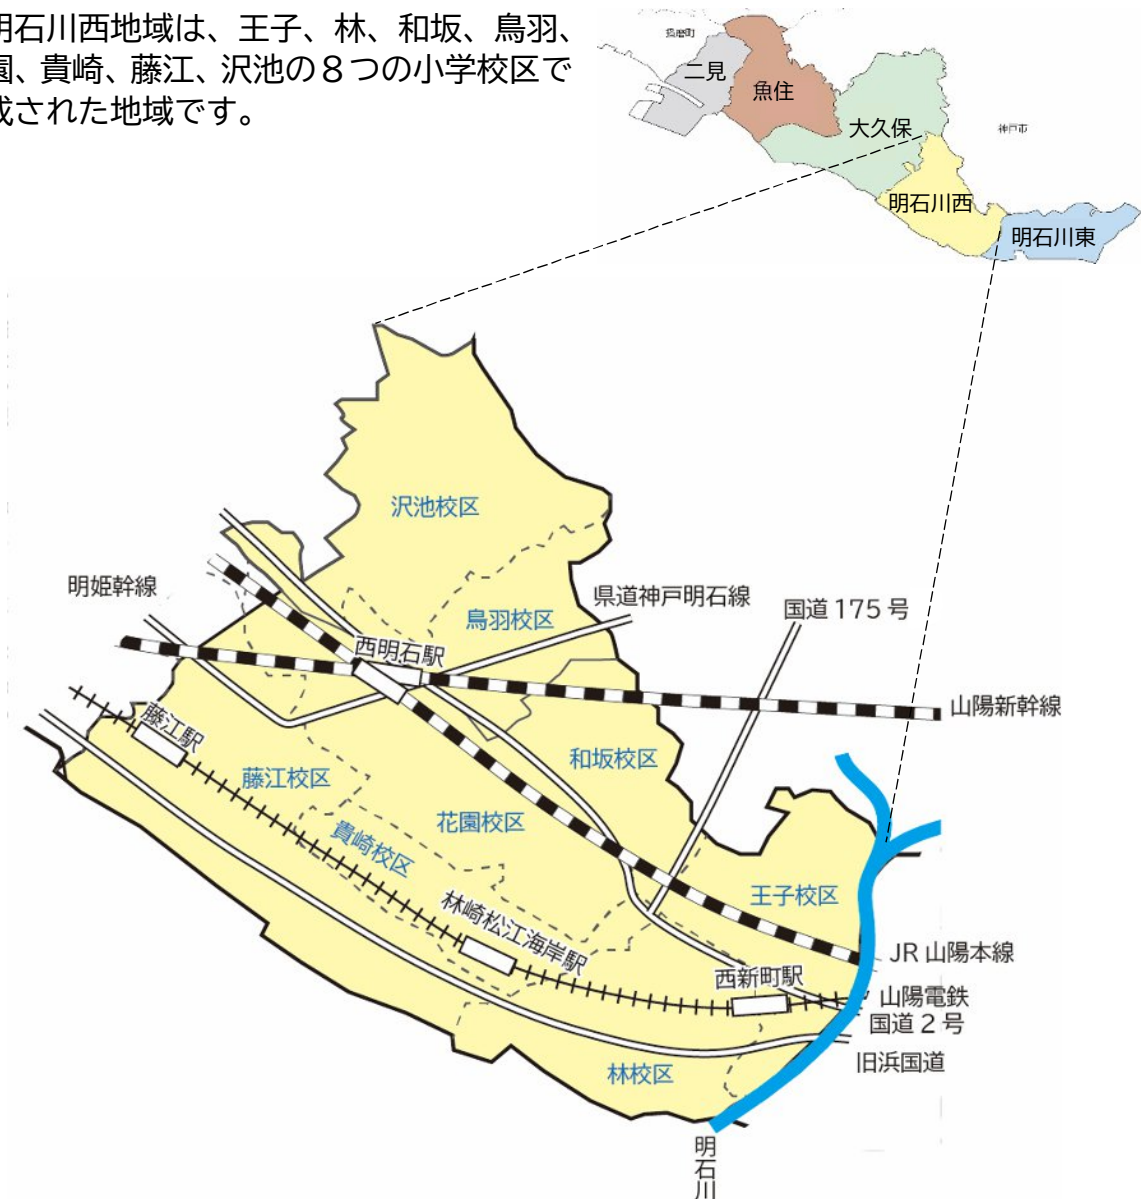 明石川西地域は、王子、林、和坂、鳥羽、
園、貴崎、藤江、沢池の８つの小学校区で
成された地域です。
播磨町
二見
魚住
大久保
神戸市
明石川西
明石川東
沢池校区
明姫幹線
鳥羽校区
県道神戸明石線
国道 175 号
西明石駅
山陽新幹線
藤江駅
和坂校区
藤江校区
花園校区
貴崎校区
王子校区
林崎松江海岸駅
JR 山陽本線
西新町駅
山陽電鉄
国道 2 号
旧浜国道
林校区
明石川